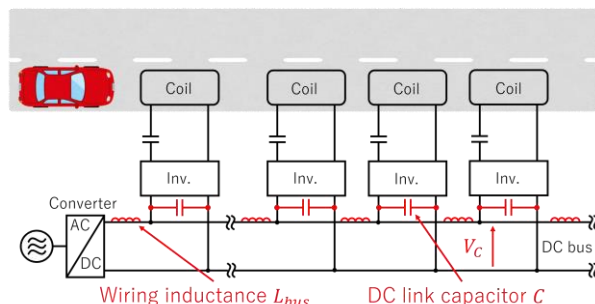 Coil Coil Coil Coil
Inv. Inv. Inv. Inv.
Converter
AC
DC
V_C
DC bus
Wiring inductance L_bus
DC link capacitor C